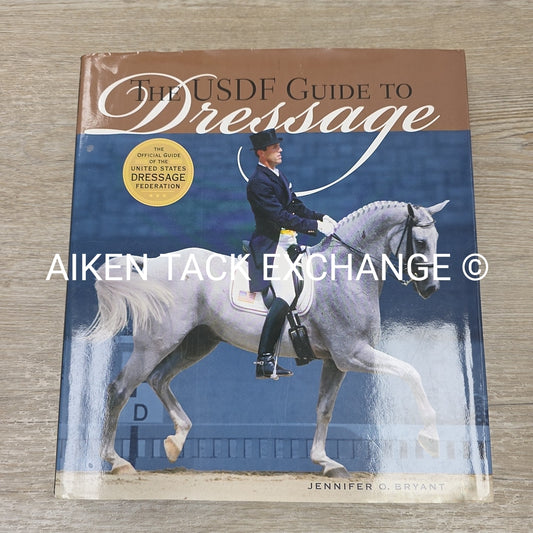 THE USDF GUIDE TO
Dressage
THE
OFFICIAL GUIDE
OF THE
UNITED STATES
DRESSAGE
FEDERATION
AIKEN TACK EXCHANGE ©
D
JENNIFER O. BRYANT